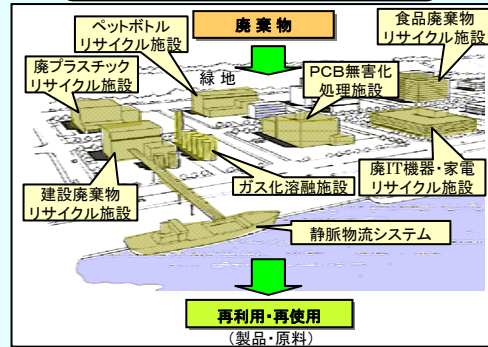 廃棄物
ペットボトル
リサイクル施設
食品廃棄物
リサイクル施設
廃プラスチック
リサイクル施設
緑地
PCB無害化
処理施設
建設廃棄物
リサイクル施設
ガス化溶融施設
廃IT機器・家電
リサイクル施設
静脈物流システム
再利用・再使用
(製品・原料)